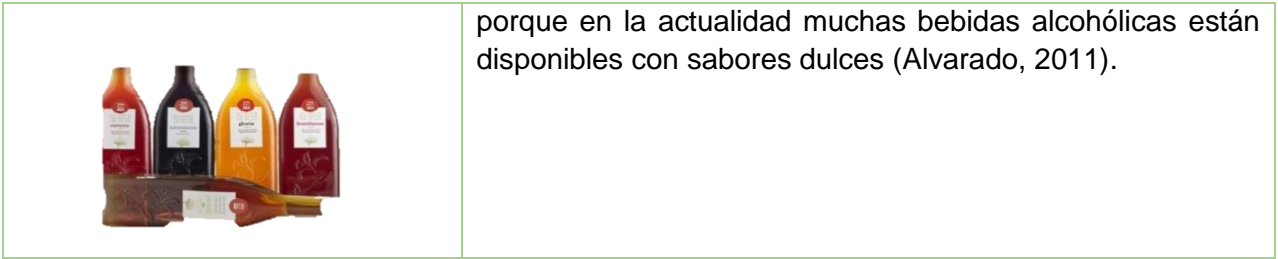 porque en la actualidad muchas bebidas alcohólicas están
disponibles con sabores dulces (Alvarado, 2011).